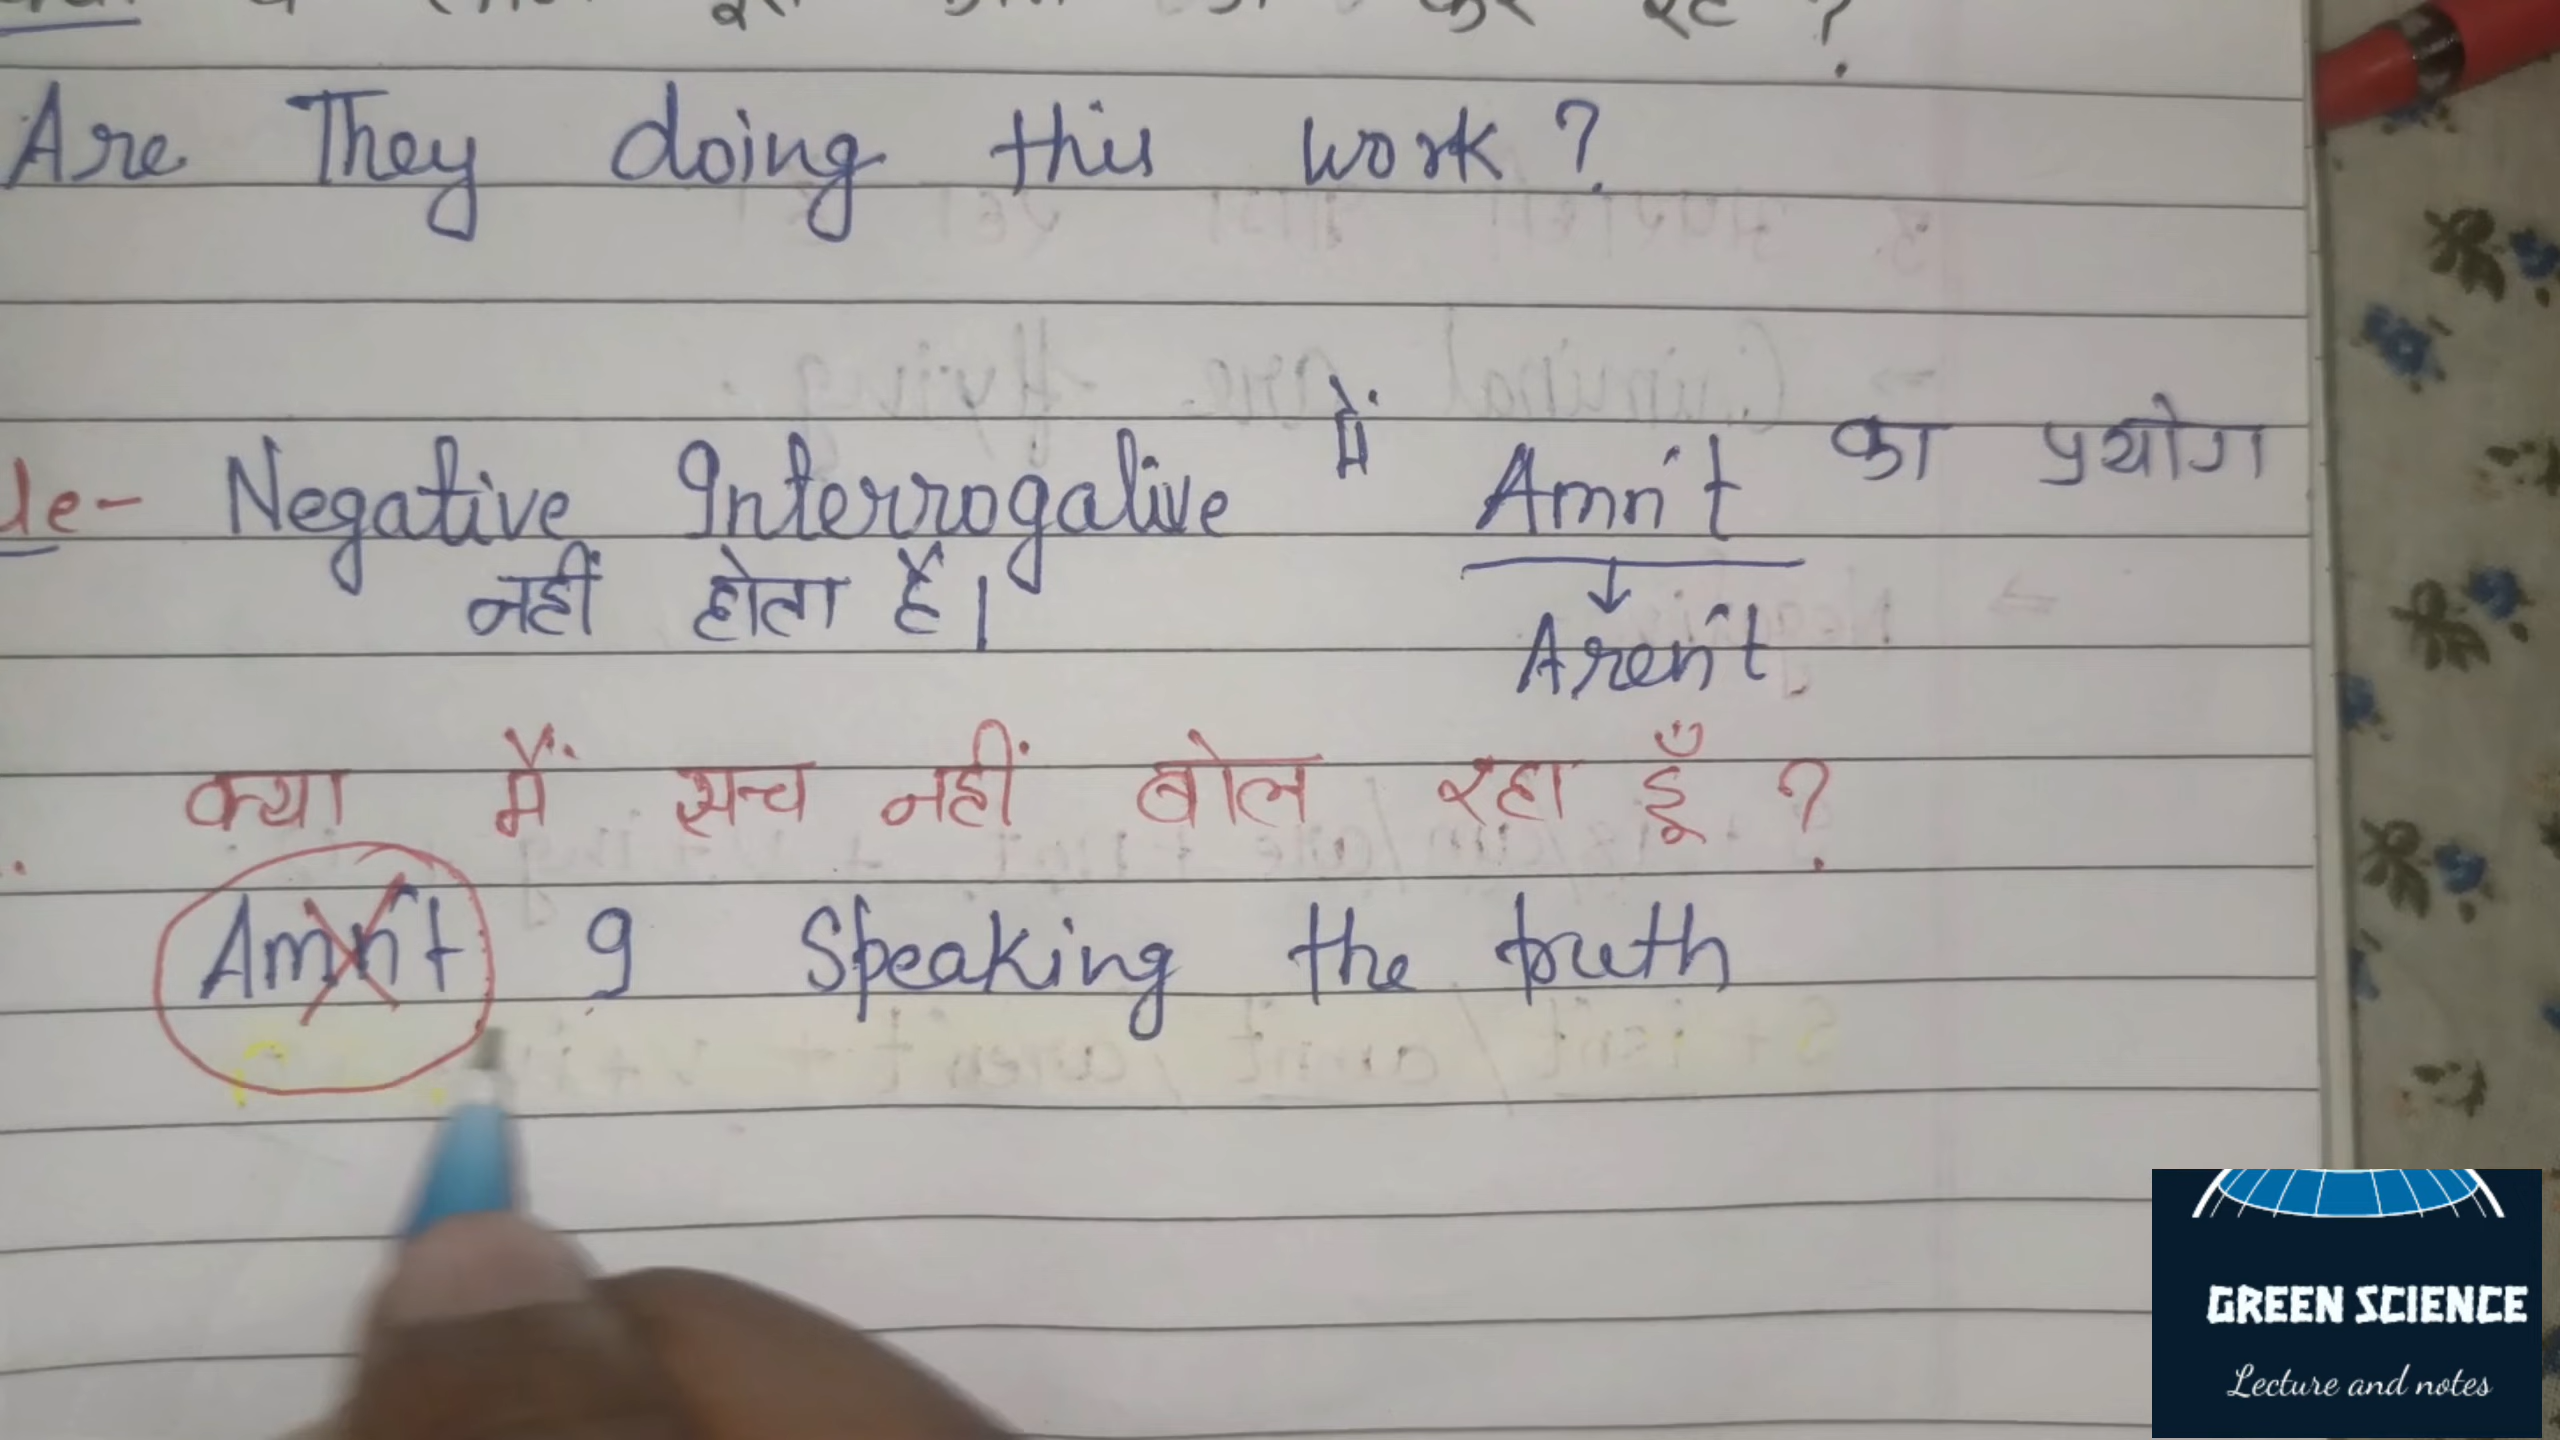 Are They doing this work ?
le- Negative Interrogative में Amn't का प्रयोग
नहीं होता है।
Aren't
क्या मैं सच नहीं बोल रहा हूँ ?
Amn't I Speaking the truth
GREEN SCIENCE
Lecture and notes